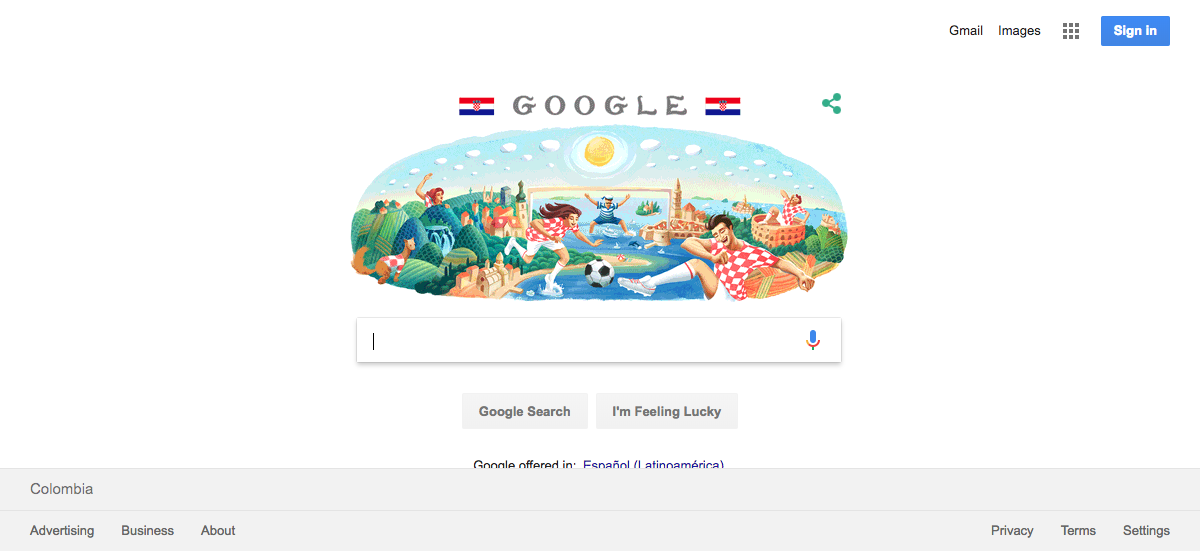 Gmail Images Sign in
GOOGLE
Google Search I'm Feeling Lucky
Google offered in: Español (Latinoamérica)
Colombia
Advertising Business About Privacy Terms Settings